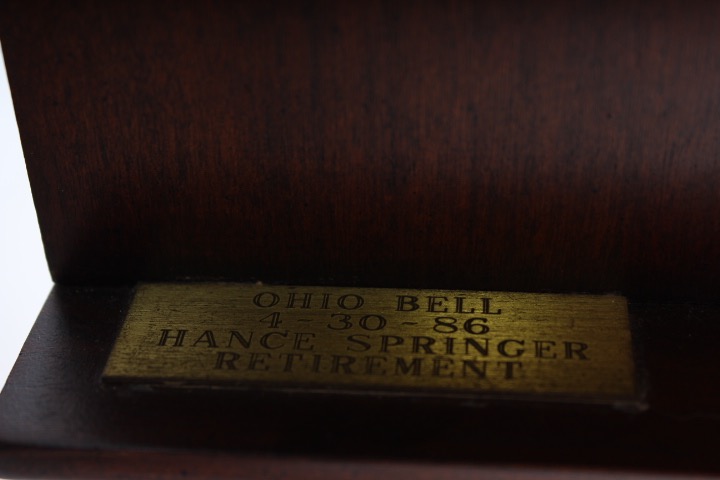 OHIO BELL
4 - 30 - 86
HANCE SPRINGER
RETIREMENT